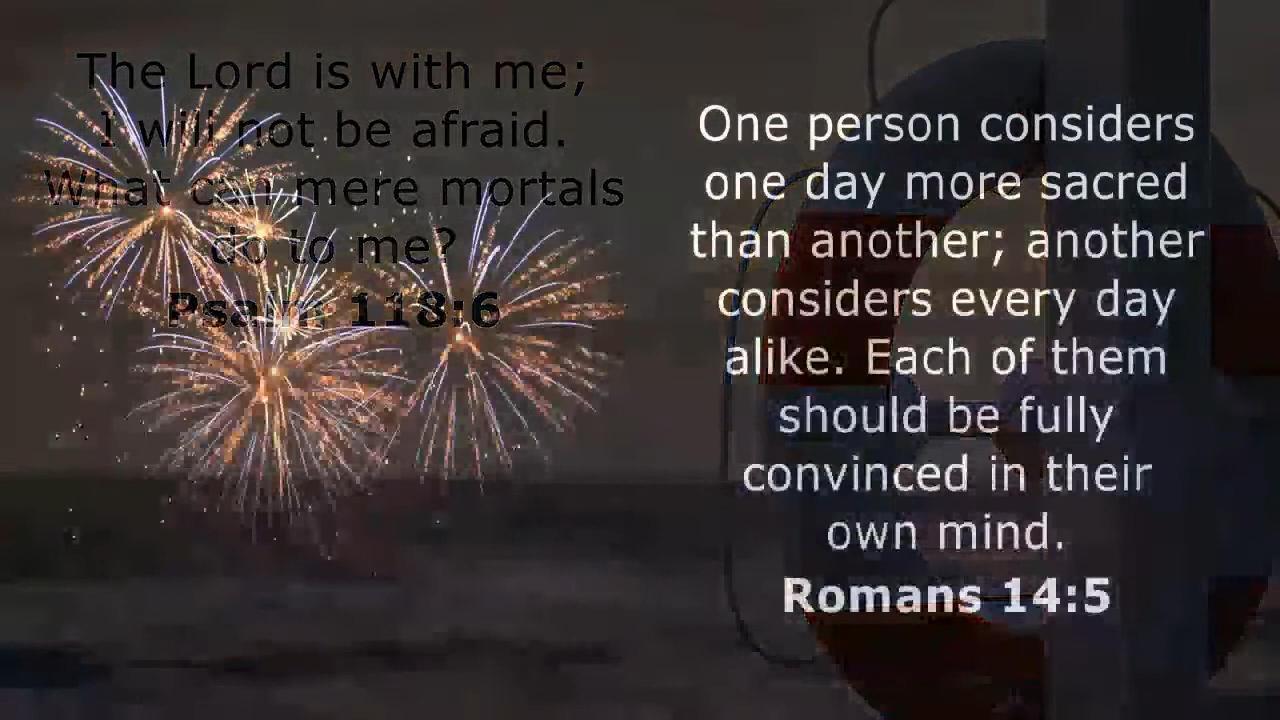 The Lord is with me;
I will not be afraid.
What can mere mortals
do to me?
Psalm 118:6
One person considers
one day more sacred
than another; another
considers every day
alike. Each of them
should be fully
convinced in their
own mind.
Romans 14:5